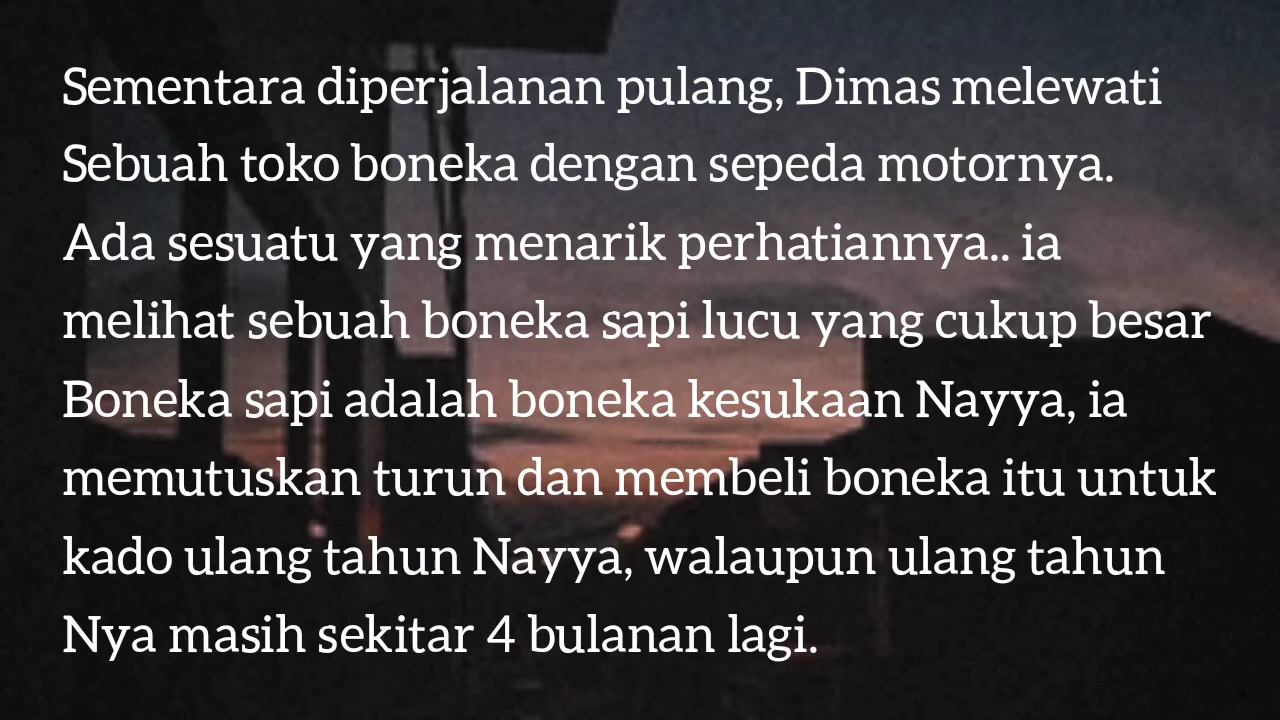 Sementara diperjalanan pulang, Dimas melewati
Sebuah toko boneka dengan sepeda motornya.
Ada sesuatu yang menarik perhatiannya.. ia
melihat sebuah boneka sapi lucu yang cukup besar
Boneka sapi adalah boneka kesukaan Nayya, ia
memutuskan turun dan membeli boneka itu untuk
kado ulang tahun Nayya, walaupun ulang tahun
Nya masih sekitar 4 bulanan lagi.